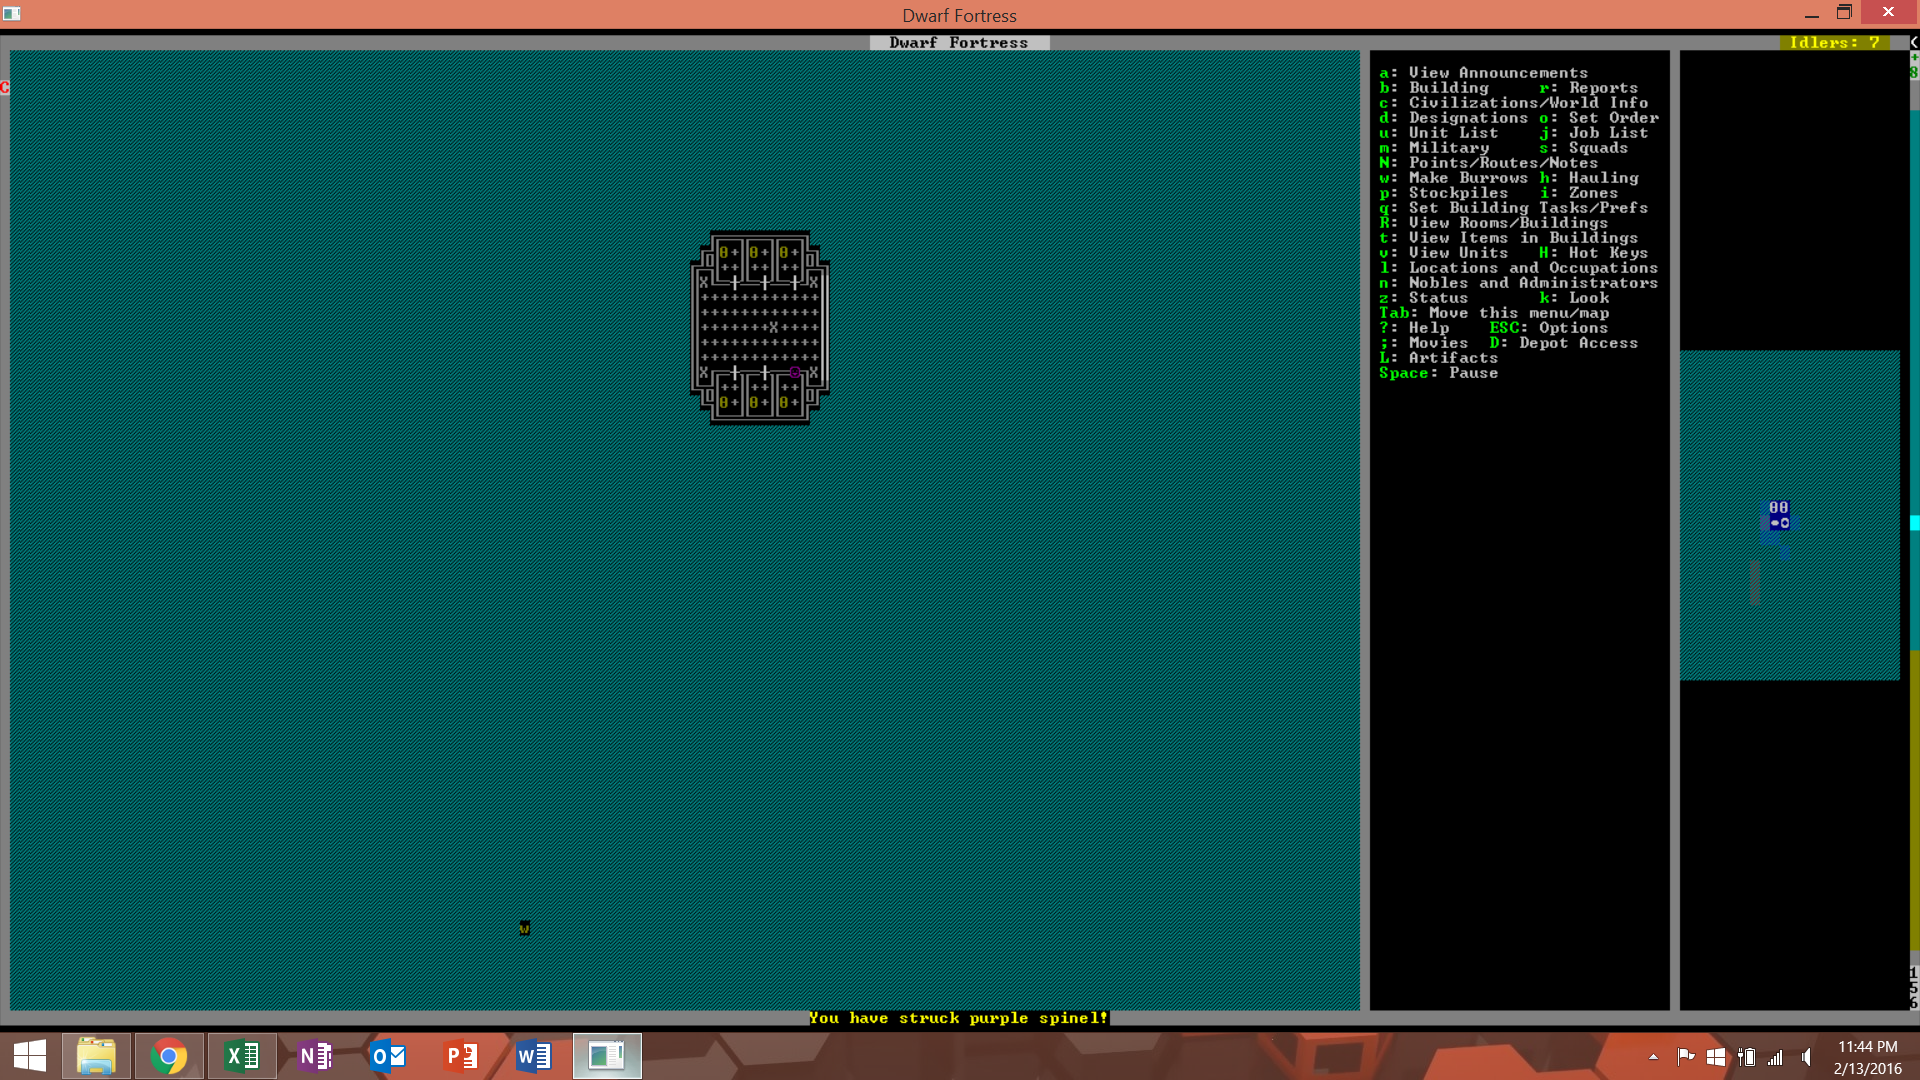 Dwarf Fortress
Dwarf Fortress
Idlers: 7
a: View Announcements
b: Building r: Reports
c: Civilizations/World Info
d: Designations o: Set Order
u: Unit List j: Job List
m: Military s: Squads
N: Points/Routes/Notes
w: Make Burrows h: Hauling
p: Stockpiles i: Zones
q: Set Building Tasks/Prefs
R: View Rooms/Buildings
t: View Items in Buildings
v: View Units H: Hot Keys
l: Locations and Occupations
n: Nobles and Administrators
z: Status k: Look
Tab: Move this menu/map
?: Help ESC: Options
;: Movies D: Depot Access
L: Artifacts
Space: Pause
C
+
8
w
156
You have struck purple spinel!
11:44 PM
2/13/2016